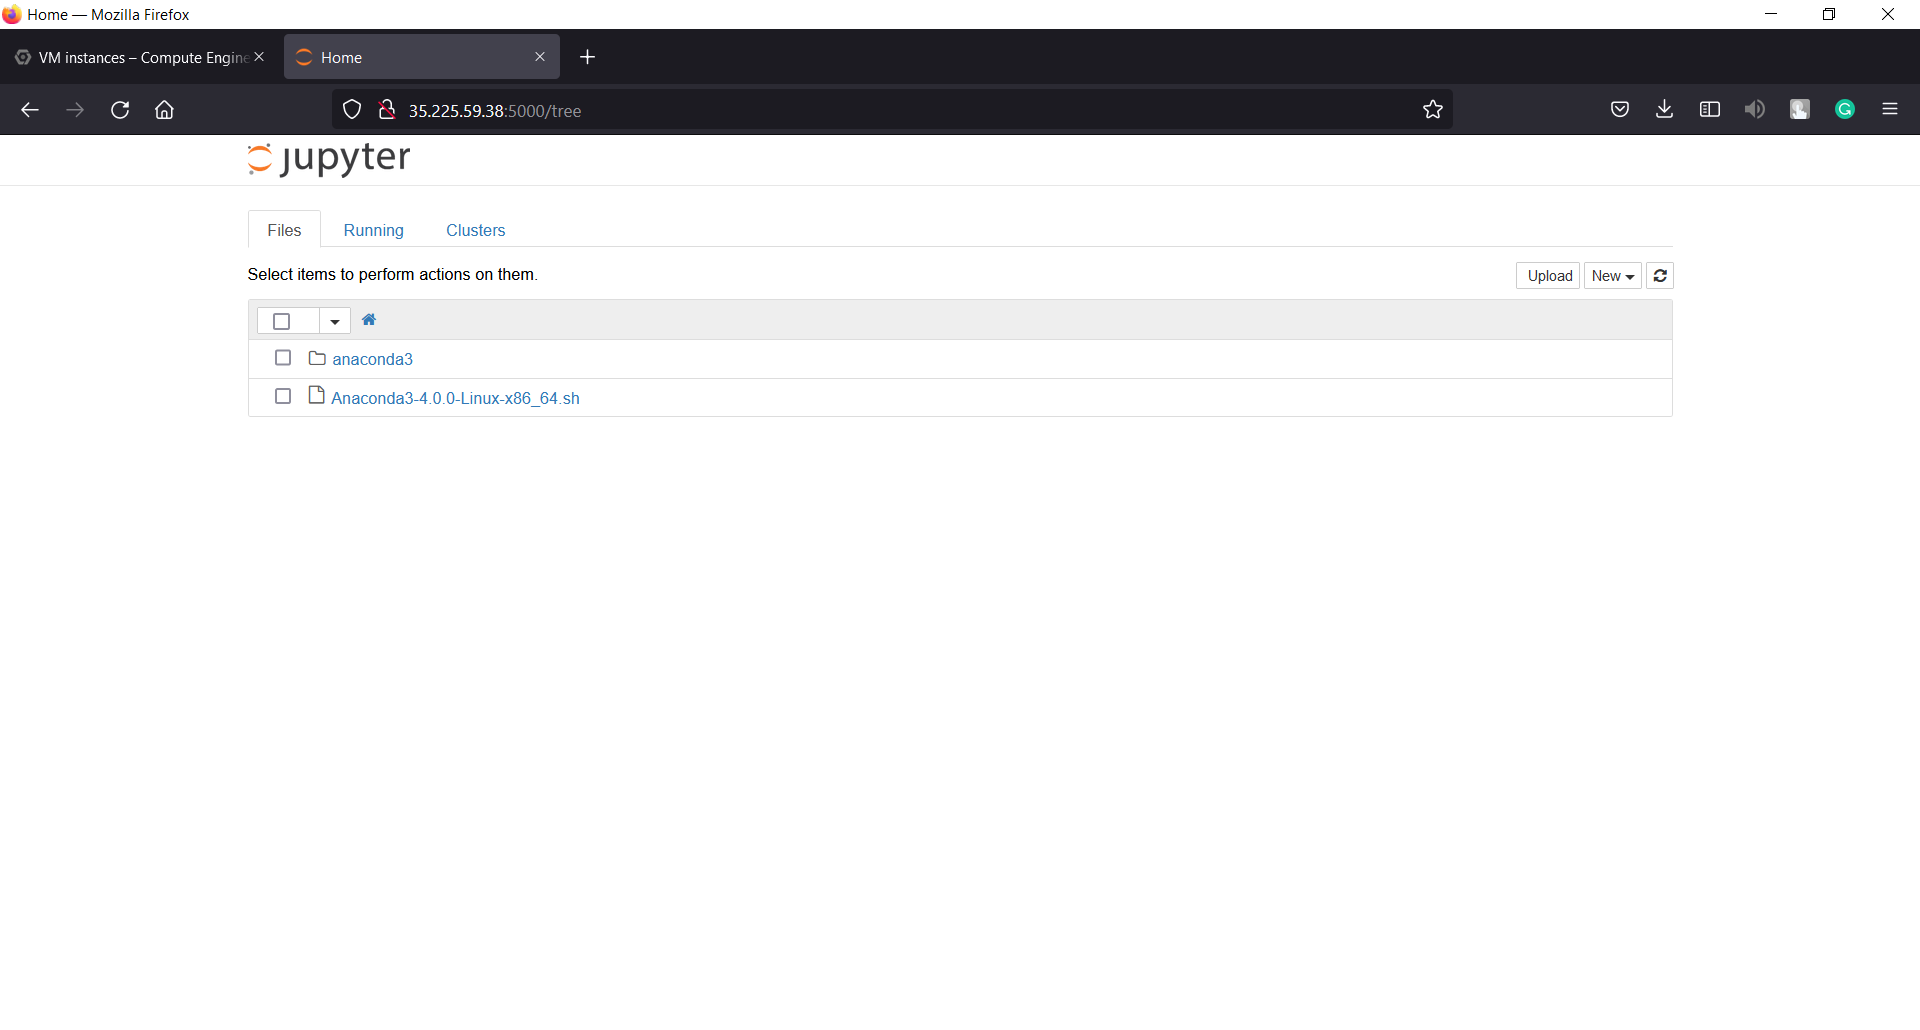 Home — Mozilla Firefox
VM instances – Compute Engine
Home
35.225.59.38:5000/tree
jupyter
Files
Running
Clusters
Select items to perform actions on them.
Upload
New
anaconda3
Anaconda3-4.0.0-Linux-x86_64.sh